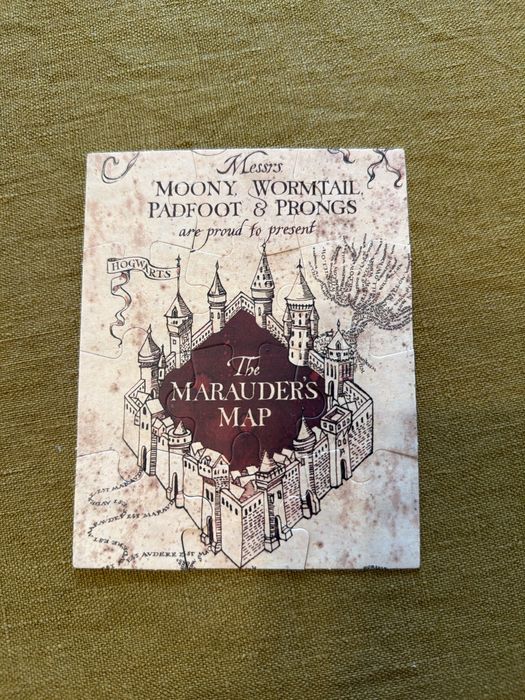 Messrs
MOONY, WORMTAIL,
PADFOOT & PRONGS
are proud to present
HOGWARTS
The
MARAUDER'S
MAP